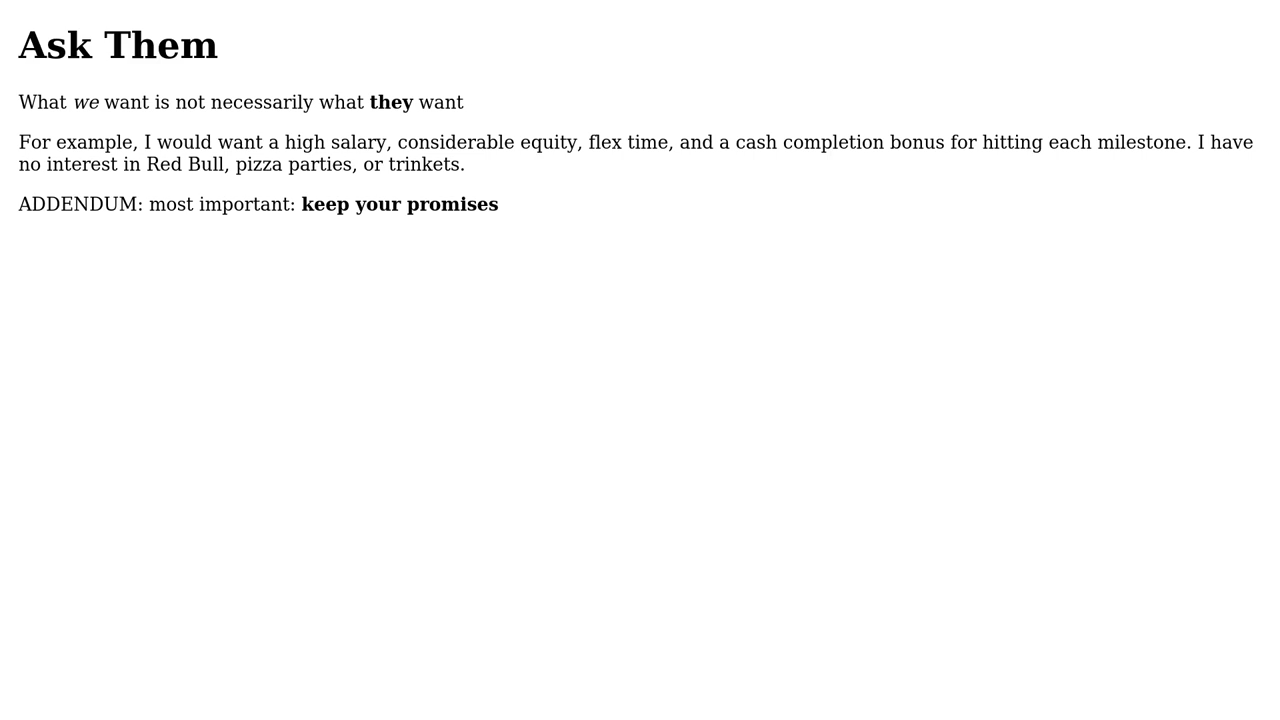 Ask Them
What we want is not necessarily what they want
For example, I would want a high salary, considerable equity, flex time, and a cash completion bonus for hitting each milestone. I have
no interest in Red Bull, pizza parties, or trinkets.
ADDENDUM: most important: keep your promises